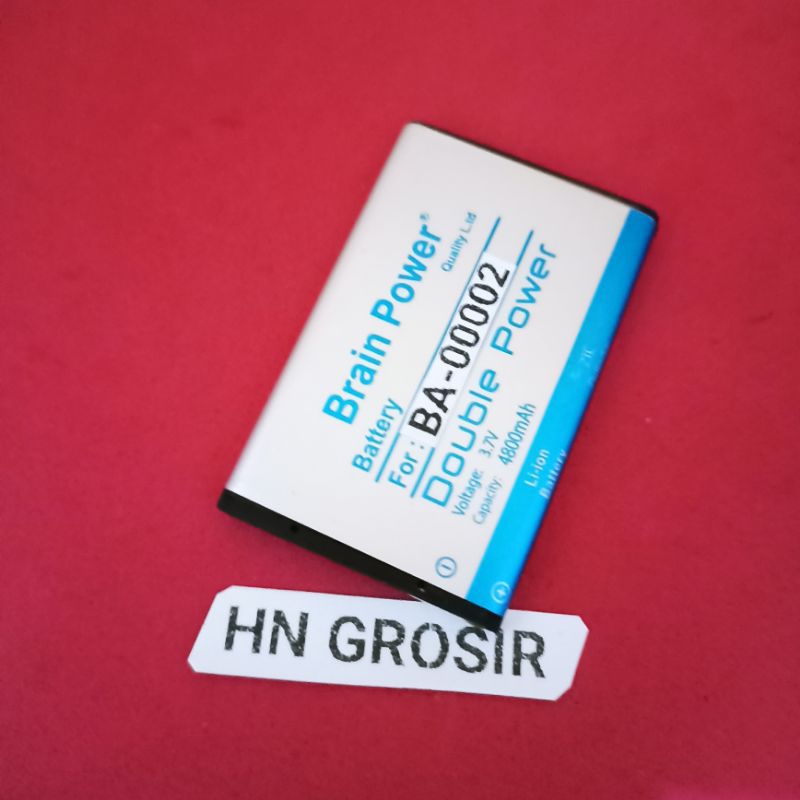 Brain Power®
Quality L.td
Battery
For : BA-00002
Double Power
Voltage: 3.7V
Capacity: 4800mAh
Li-ion
Battery
HN GROSIR